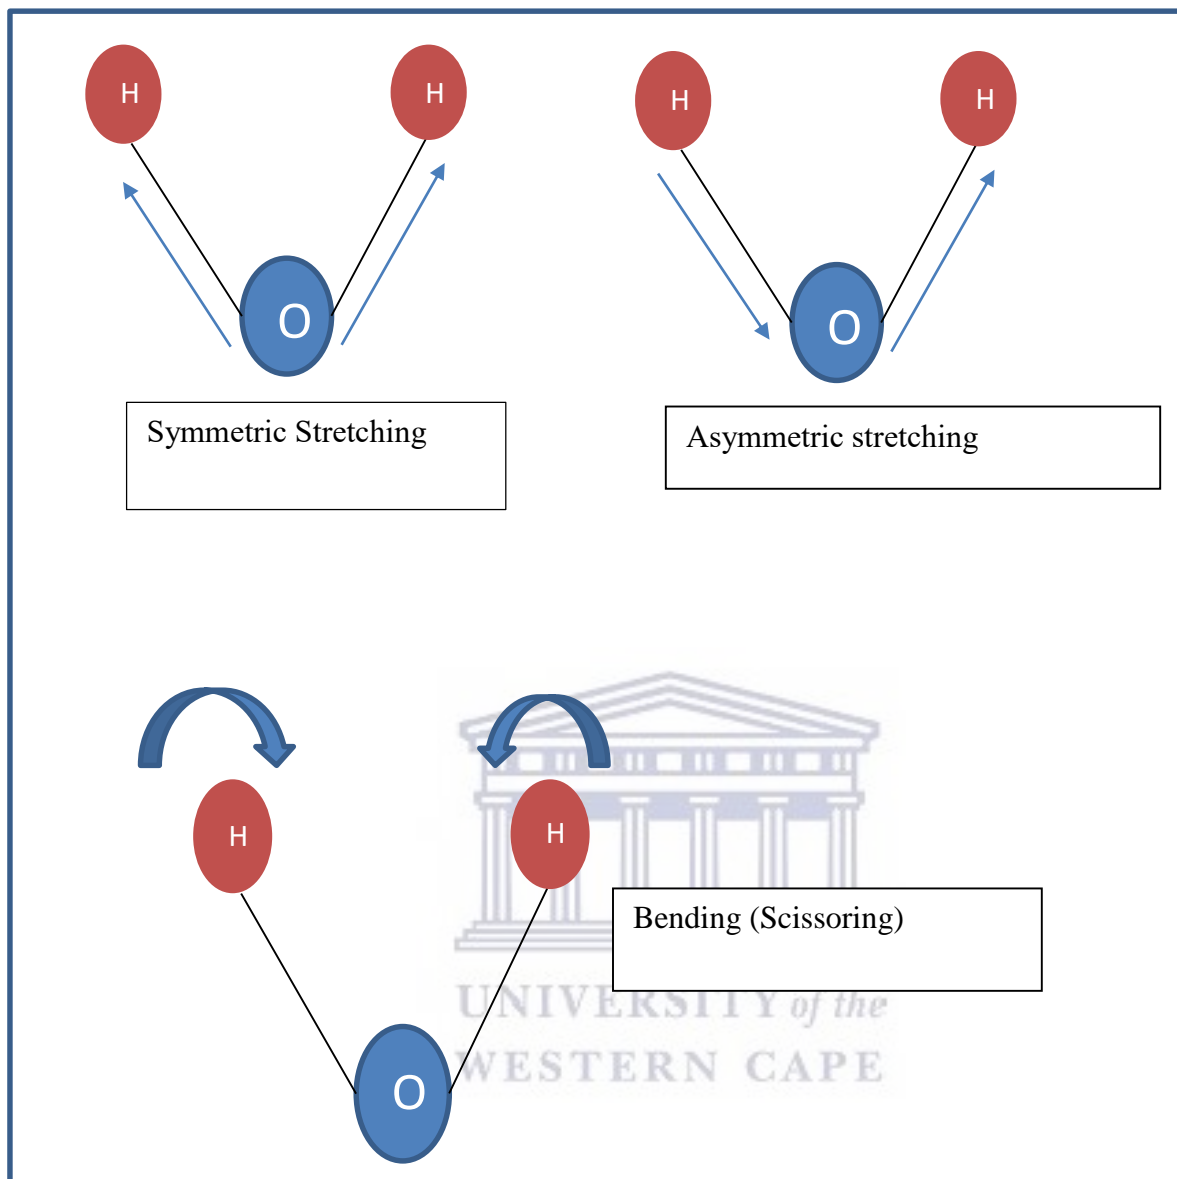 H
H
H
H
O
O
Symmetric Stretching
Asymmetric stretching
H
H
Bending (Scissoring)
UNIVERSITY of the
WESTERN CAPE
O